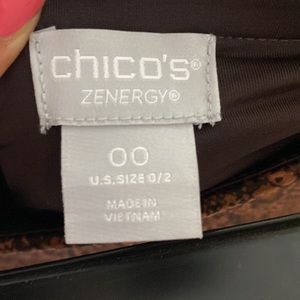 chico's®
ZENERGY®
00
U.S. SIZE 0/2
MADE IN
VIETNAM